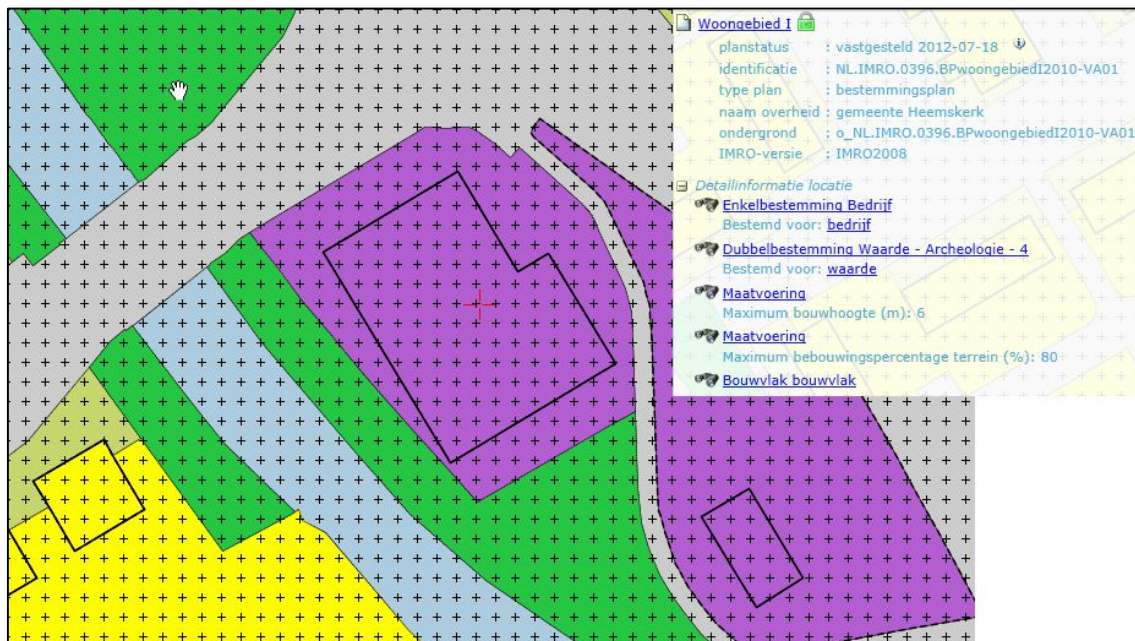 Woongebied I
planstatus : vastgesteld 2012-07-18
identificatie : NL.IMRO.0396.BPwoongebiedI2010-VA01
type plan : bestemmingsplan
naam overheid : gemeente Heemskerk
ondergrond : o_NL.IMRO.0396.BPwoongebiedI2010-VA01
IMRO-versie : IMRO2008
Detailinformatie locatie
Enkelbestemming Bedrijf
Bestemd voor: bedrijf
Dubbelbestemming Waarde - Archeologie - 4
Bestemd voor: waarde
Maatvoering
Maximum bouwhoogte (m): 6
Maatvoering
Maximum bebouwingspercentage terrein (%): 80
Bouwvlak bouwvlak